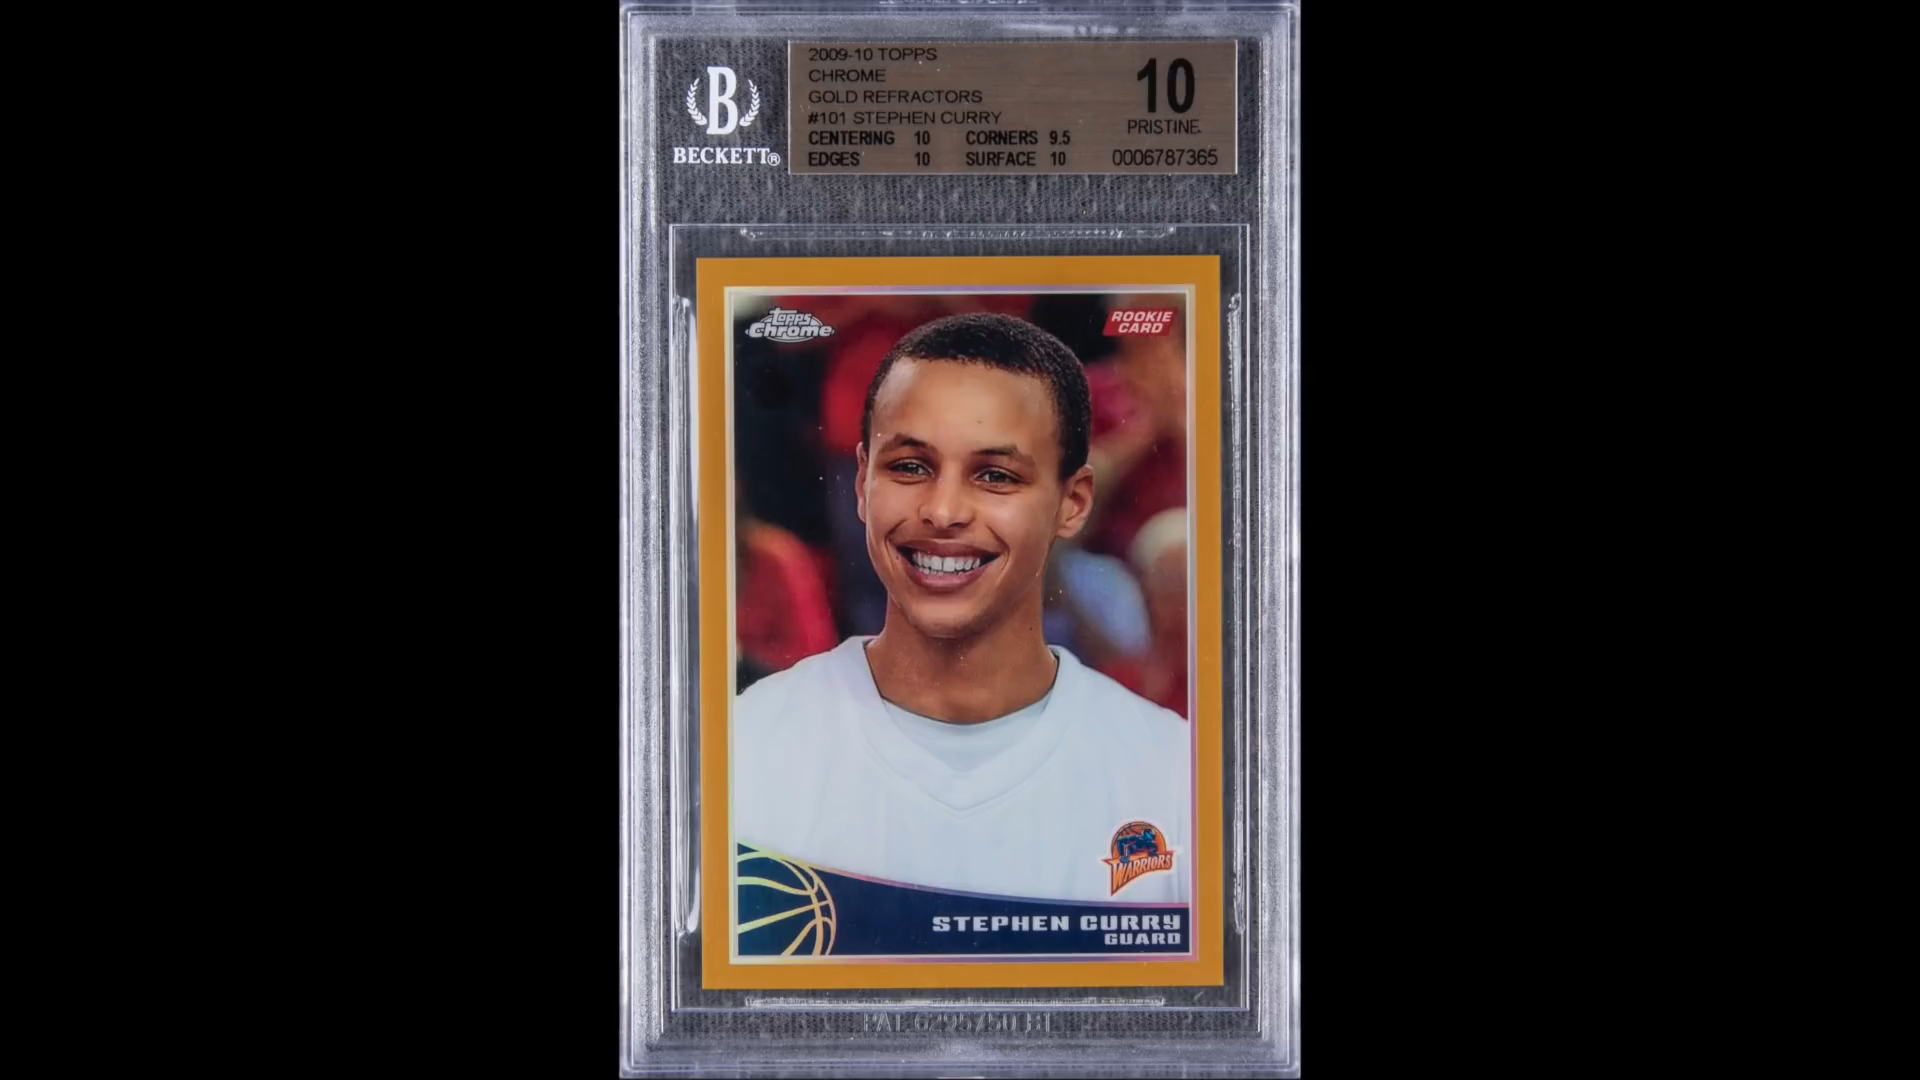 2009-10 TOPPS
CHROME
GOLD REFRACTORS
#101 STEPHEN CURRY
CENTERING 10 CORNERS 9.5
EDGES 10 SURFACE 10
10
PRISTINE
0006787365
B
BECKETT®
Topps
Chrome
ROOKIE
CARD
WARRIORS
STEPHEN CURRY
GUARD